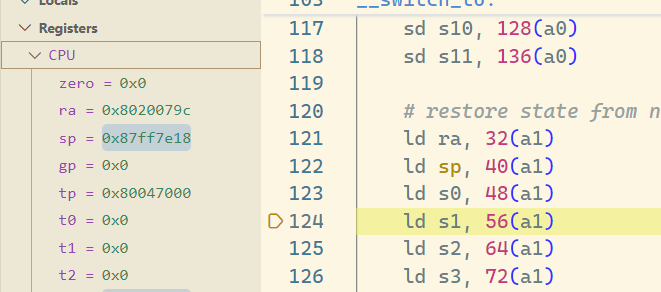 Locals
Registers
CPU
zero = 0x0
ra = 0x8020079c
sp = 0x87ff7e18
gp = 0x0
tp = 0x80047000
t0 = 0x0
t1 = 0x0
t2 = 0x0
__switch_to:
117 sd s10, 128(a0)
118 sd s11, 136(a0)
119
120 # restore state from n
121 ld ra, 32(a1)
122 ld sp, 40(a1)
123 ld s0, 48(a1)
124 ld s1, 56(a1)
125 ld s2, 64(a1)
126 ld s3, 72(a1)